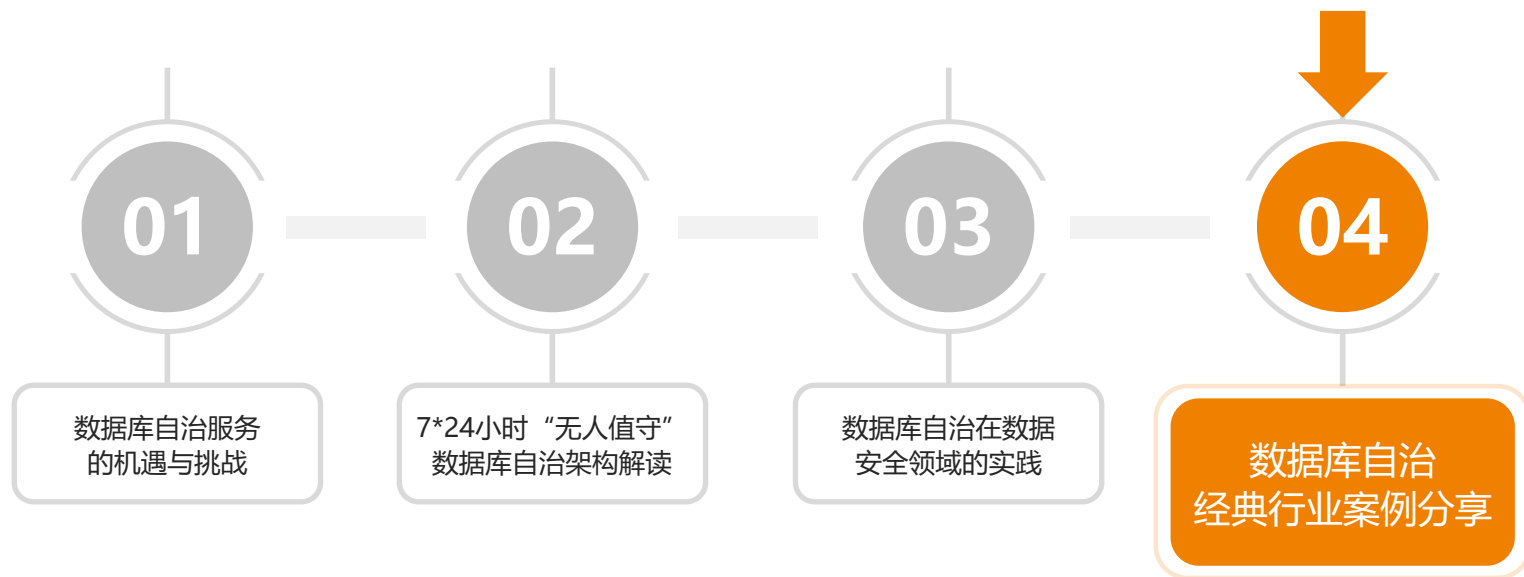 01
02
03
04
数据库自治服务
的机遇与挑战
7*24小时“无人值守”
数据库自治架构解读
数据库自治在数据
安全领域的实践
数据库自治
经典行业案例分享